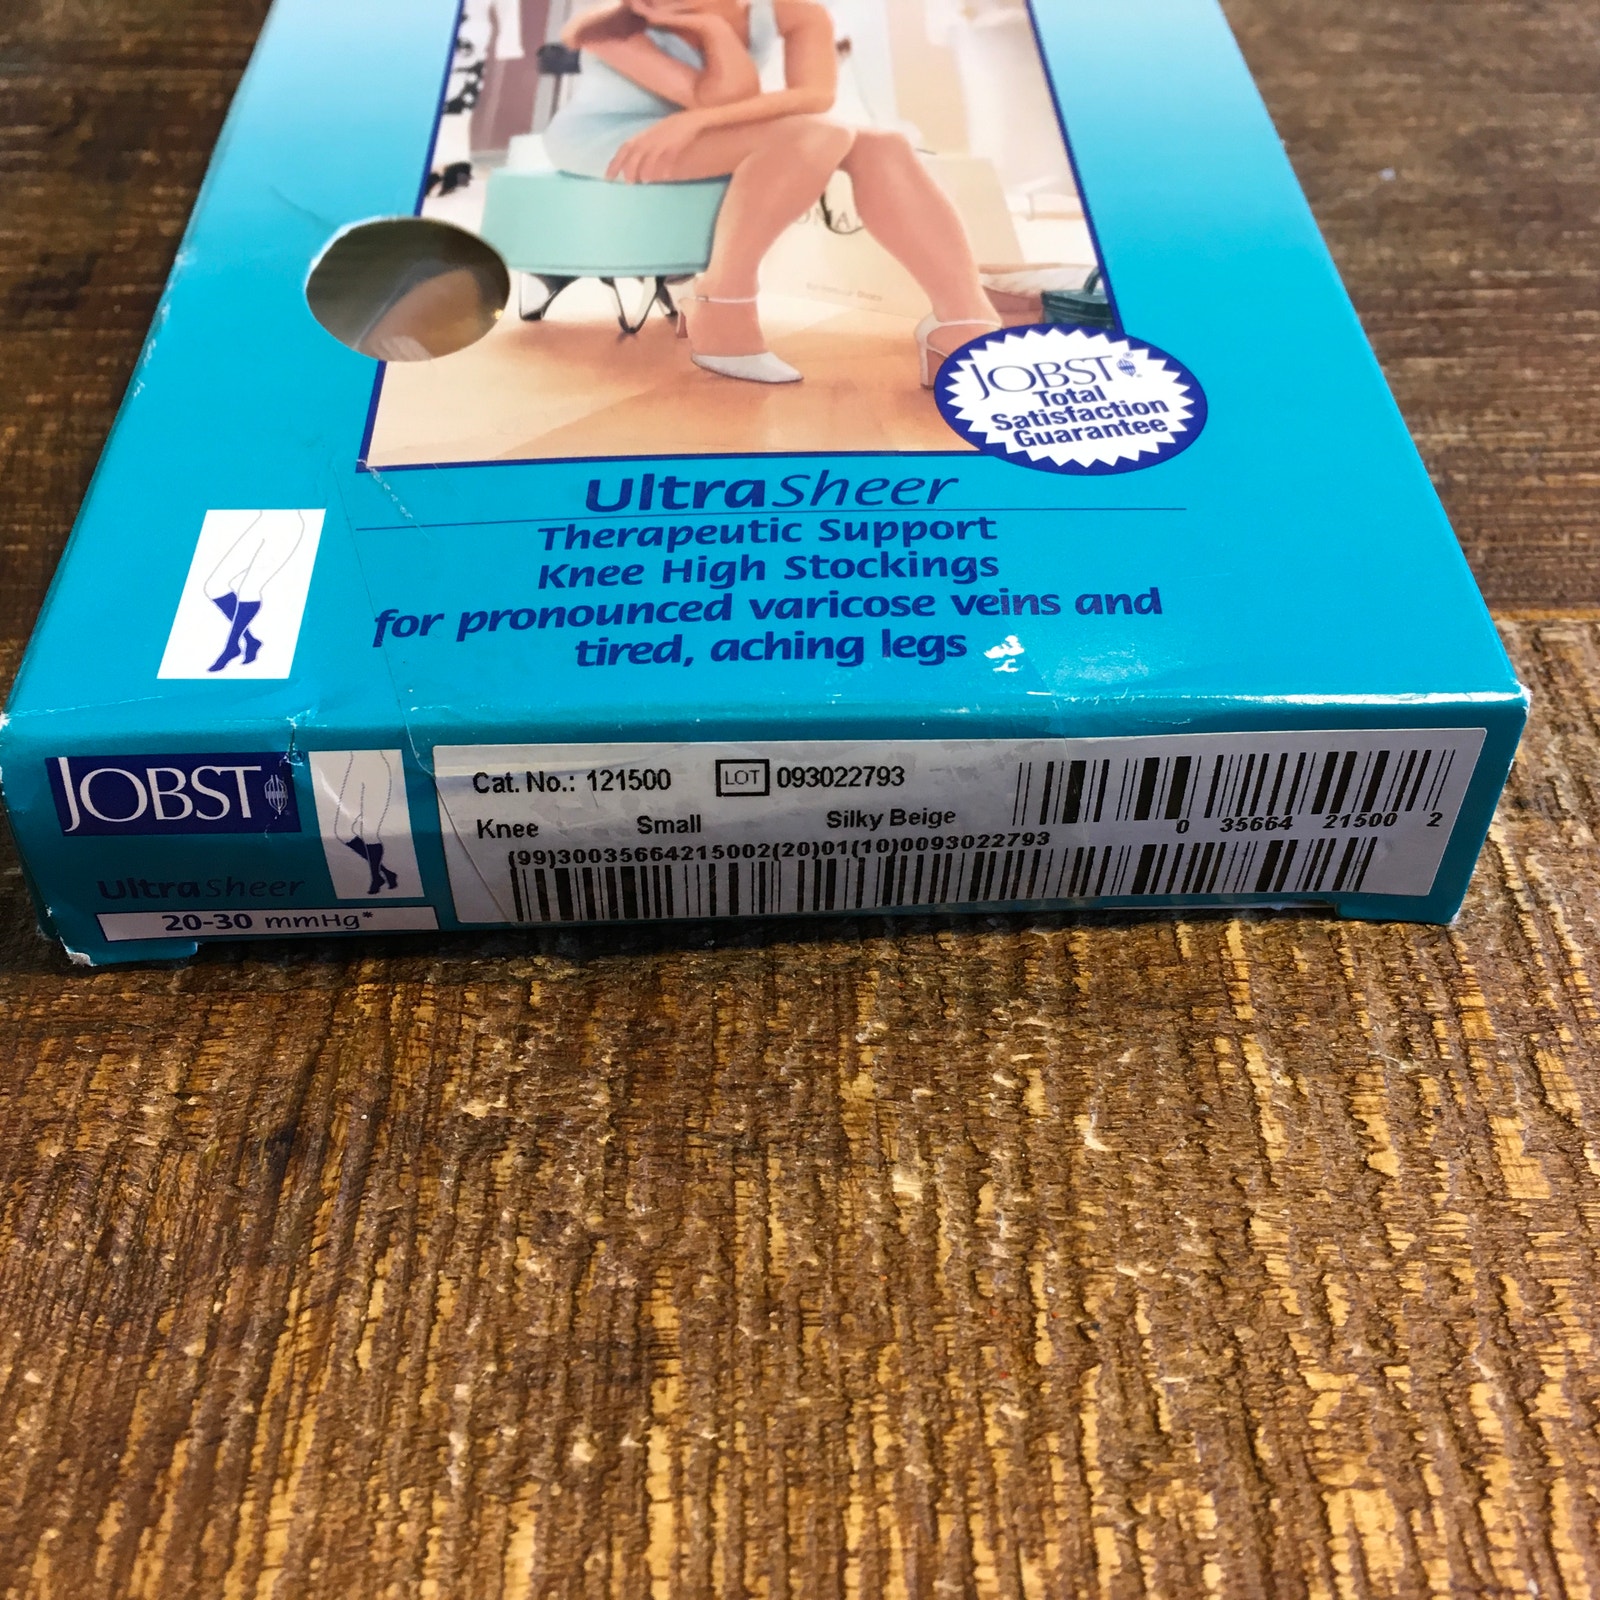 JOBST
Total
Satisfaction
Guarantee
UltraSheer
Therapeutic Support
Knee High Stockings
for pronounced varicose veins and
tired, aching legs
JOBST
UltraSheer
20-30 mmHg*
Cat. No.: 121500 LOT 093022793
Knee Small Silky Beige
0 35664 21500 2
(99)30035664215002(20)01(10)0093022793